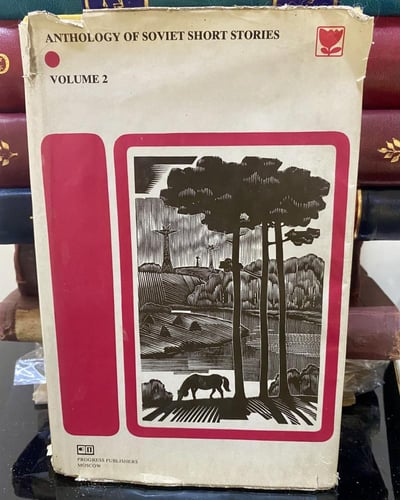 ANTHOLOGY OF SOVIET SHORT STORIES
VOLUME 2
PROGRESS PUBLISHERS
MOSCOW